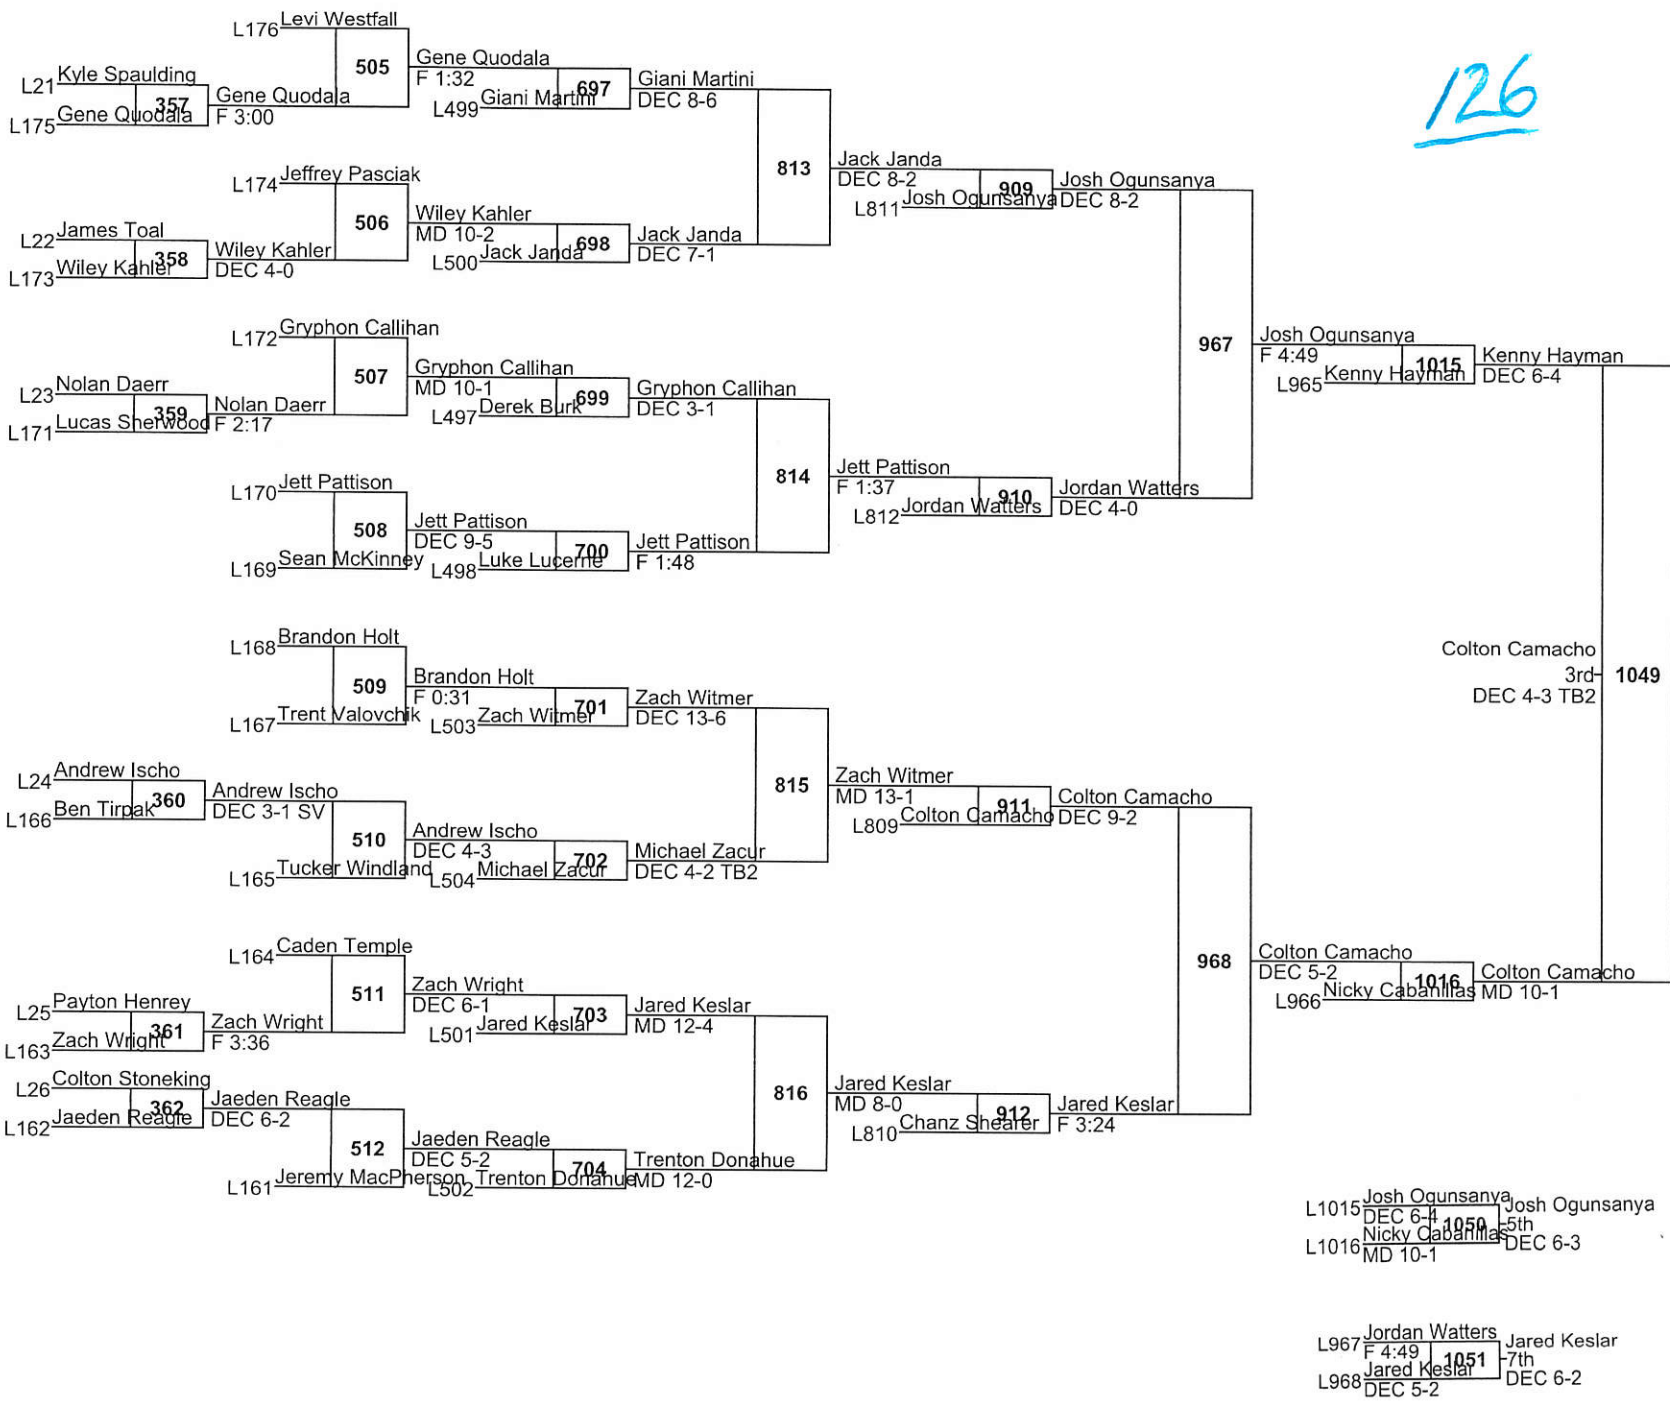 126
L176 Levi Westfall
505
L21 Kyle Spaulding
357
L175 Gene Quodala
Gene Quodala
F 3:00
Gene Quodala
F 1:32
697
L499 Giani Martini
Giani Martini
DEC 8-6
L174 Jeffrey Pasciak
506
L22 James Toal
358
L173 Wiley Kahler
Wiley Kahler
DEC 4-0
Wiley Kahler
MD 10-2
698
L500 Jack Janda
Jack Janda
DEC 7-1
813
Jack Janda
DEC 8-2
909
L811 Josh Ogunsanya
Josh Ogunsanya
DEC 8-2
L172 Gryphon Callihan
507
L23 Nolan Daerr
359
L171 Lucas Sherwood
Nolan Daerr
F 2:17
Gryphon Callihan
MD 10-1
699
L497 Derek Burk
Gryphon Callihan
DEC 3-1
L170 Jett Pattison
508
L169 Sean McKinney
Jett Pattison
DEC 9-5
700
L498 Luke Lucerne
Jett Pattison
F 1:48
814
Jett Pattison
F 1:37
910
L812 Jordan Watters
Jordan Watters
DEC 4-0
967
Josh Ogunsanya
F 4:49
1015
L965 Kenny Hayman
Kenny Hayman
DEC 6-4
L168 Brandon Holt
509
L167 Trent Valovchik
Brandon Holt
F 0:31
701
L503 Zach Witmer
Zach Witmer
DEC 13-6
L24 Andrew Ischo
360
L166 Ben Tirpak
Andrew Ischo
DEC 3-1 SV
510
L165 Tucker Windland
Andrew Ischo
DEC 4-3
702
L504 Michael Zacur
Michael Zacur
DEC 4-2 TB2
815
Zach Witmer
MD 13-1
911
L809 Colton Camacho
Colton Camacho
DEC 9-2
L164 Caden Temple
511
L25 Payton Henrey
361
L163 Zach Wright
Zach Wright
F 3:36
Zach Wright
DEC 6-1
703
L501 Jared Keslar
Jared Keslar
MD 12-4
L26 Colton Stoneking
362
L162 Jaeden Reagle
Jaeden Reagle
DEC 6-2
512
L161 Jeremy MacPherson
Jaeden Reagle
DEC 5-2
704
L502 Trenton Donahue
Trenton Donahue
MD 12-0
816
Jared Keslar
MD 8-0
912
L810 Chanz Shearer
Jared Keslar
F 3:24
968
Colton Camacho
DEC 5-2
1016
L966 Nicky Cabanillas
Colton Camacho
MD 10-1
Colton Camacho
3rd
DEC 4-3 TB2
1049
L1015 Josh Ogunsanya
DEC 6-4
1050
L1016 Nicky Cabanillas
MD 10-1
Josh Ogunsanya
5th
DEC 6-3
L967 Jordan Watters
F 4:49
1051
L968 Jared Keslar
DEC 5-2
Jared Keslar
7th
DEC 6-2